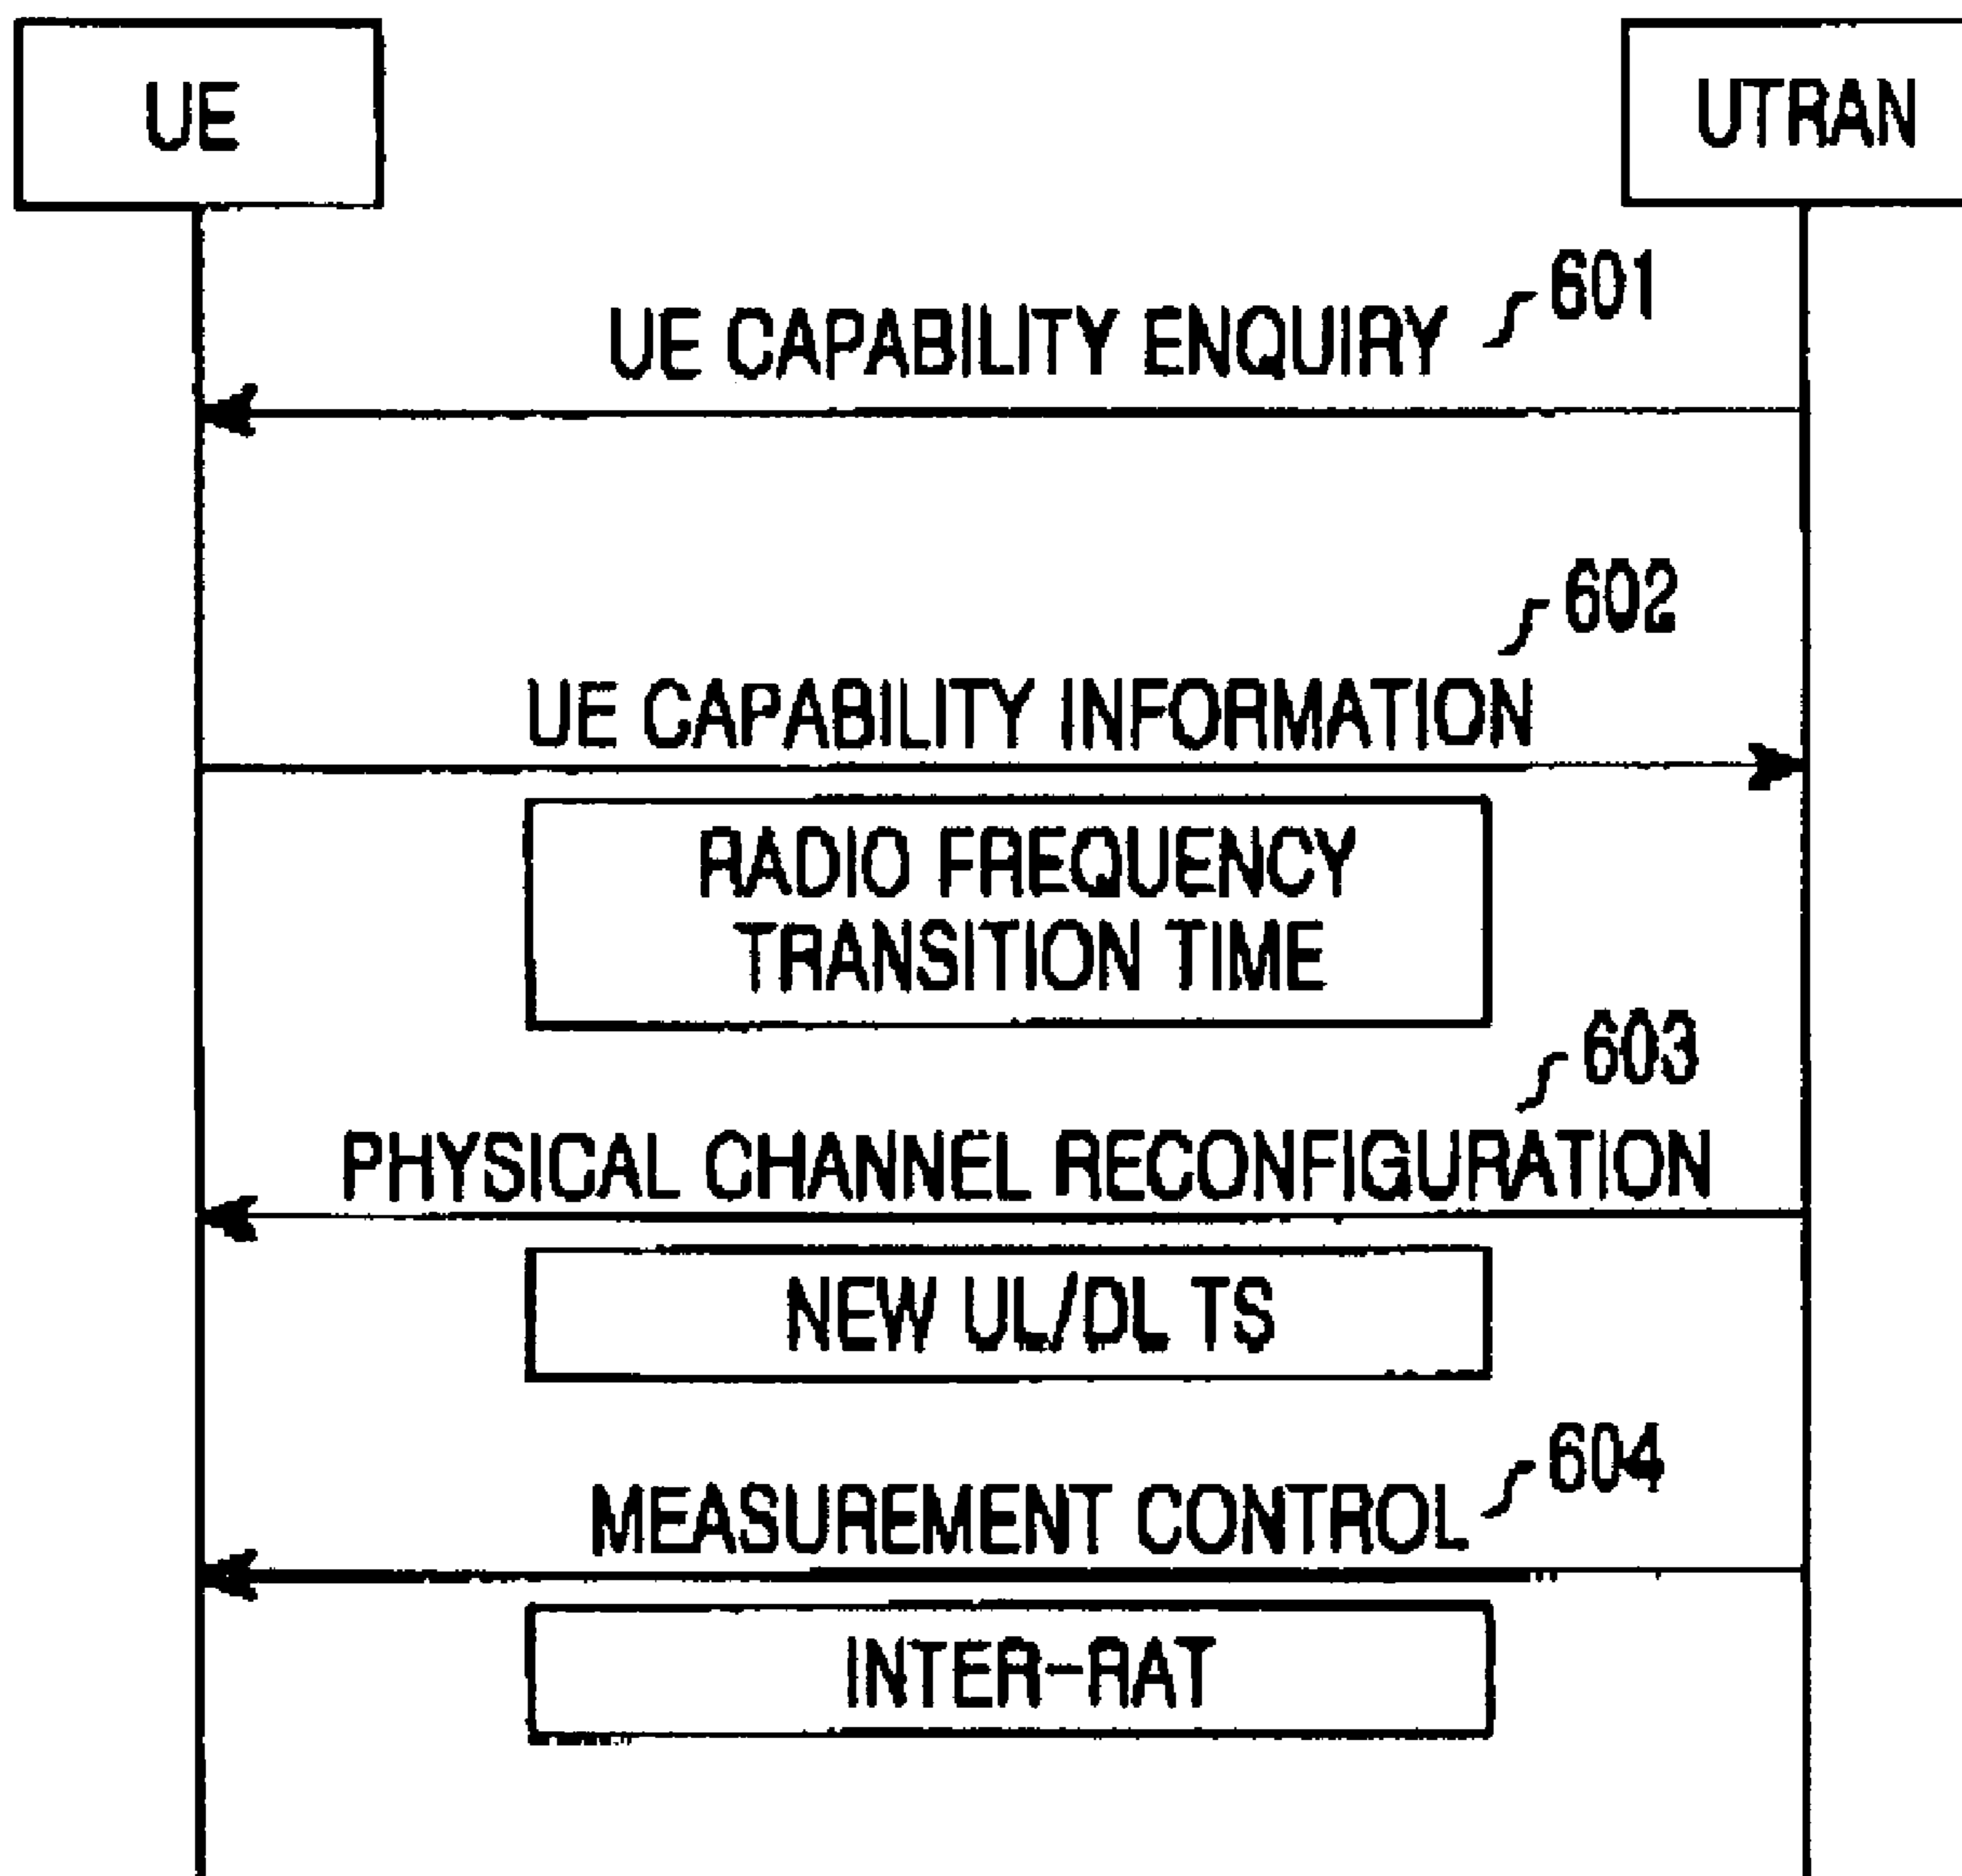 UE
UTRAN
601
UE CAPABILITY ENQUIRY
602
UE CAPABILITY INFORMATION
RADIO FREQUENCY
TRANSITION TIME
603
PHYSICAL CHANNEL RECONFIGURATION
NEW UL/DL TS
604
MEASUREMENT CONTROL
INTER-RAT